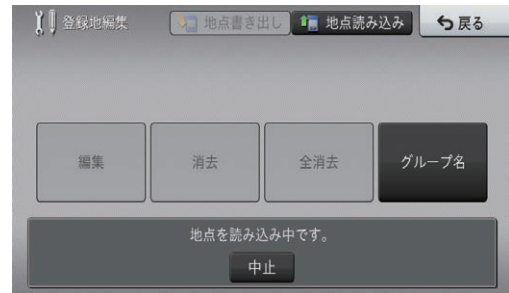 登録地編集 地点書き出し 地点読み込み 戻る
編集 消去 全消去 グループ名
地点を読み込み中です。
中止